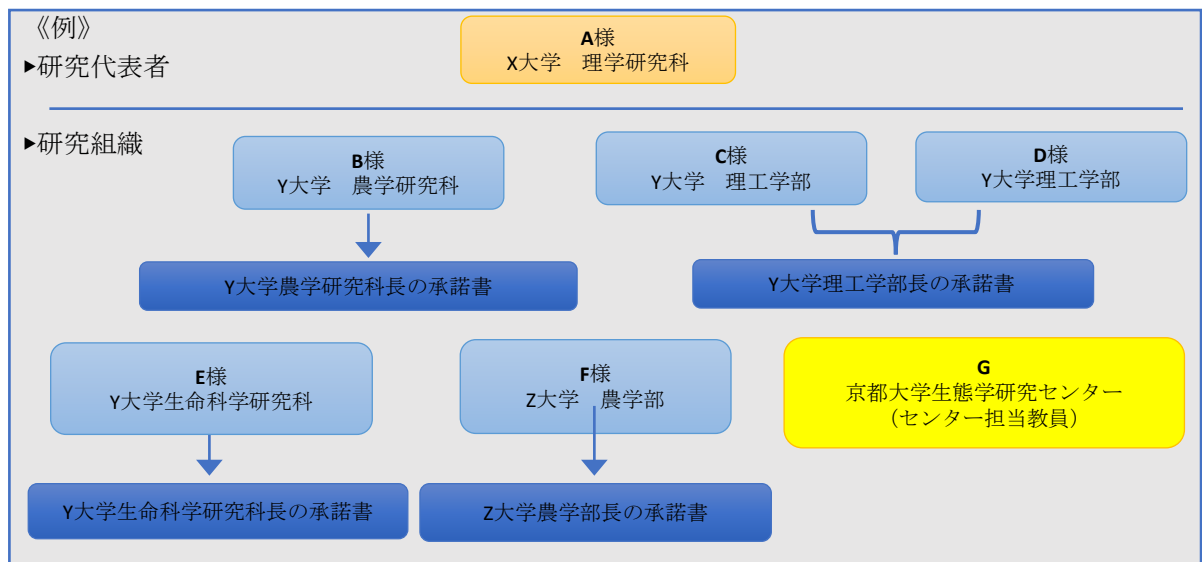 《例》
▶研究代表者
A様
X大学　理学研究科
▶研究組織
B様
Y大学　農学研究科
C様
Y大学　理工学部
D様
Y大学理工学部
Y大学農学研究科長の承諾書
Y大学理工学部長の承諾書
E様
Y大学生命科学研究科
F様
Z大学　農学部
G
京都大学生態学研究センター
（センター担当教員）
Y大学生命科学研究科長の承諾書
Z大学農学部長の承諾書